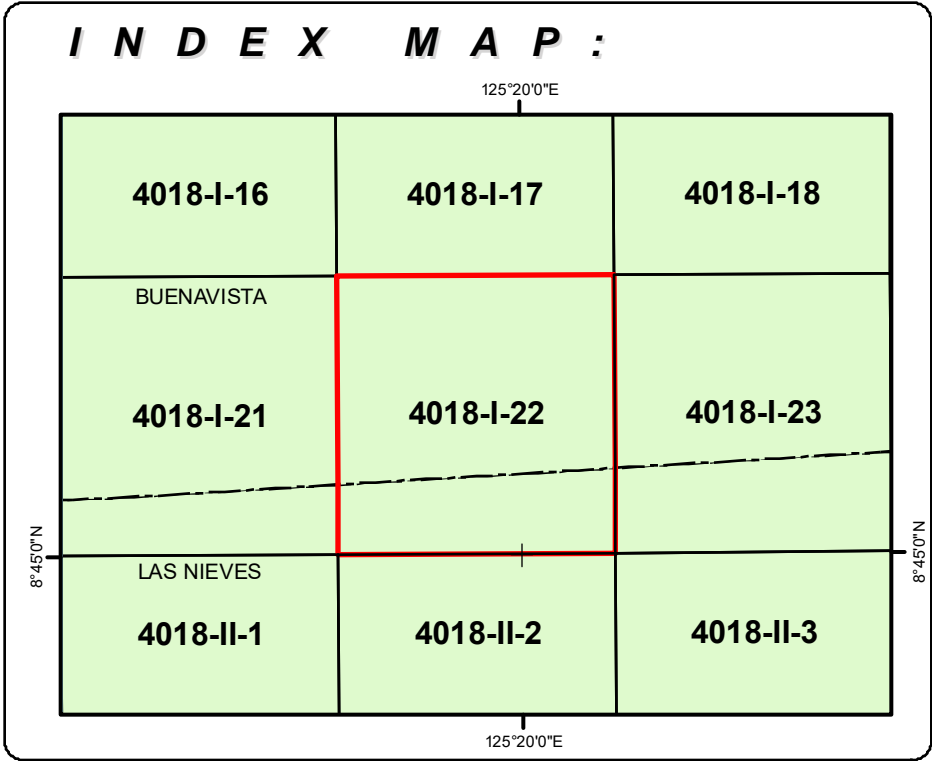 INDEX MAP:
125°20'0"E
4018-I-16
4018-I-17
4018-I-18
BUENAVISTA
4018-I-21
4018-I-22
4018-I-23
8°45'0"N
8°45'0"N
LAS NIEVES
4018-II-1
4018-II-2
4018-II-3
125°20'0"E